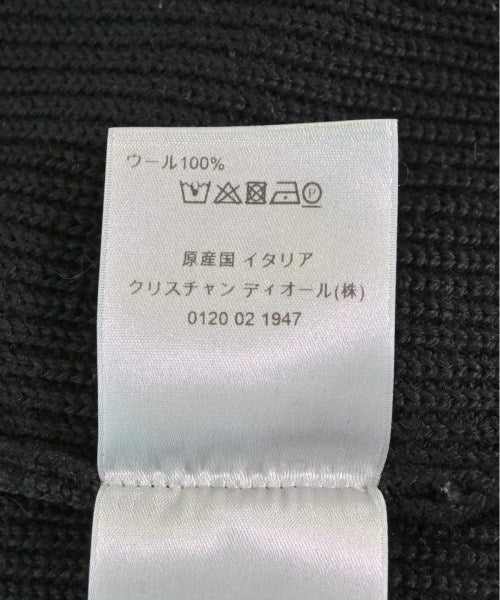 ウール100%
P
原産国 イタリア
クリスチャン ディオール(株)
0120 02 1947